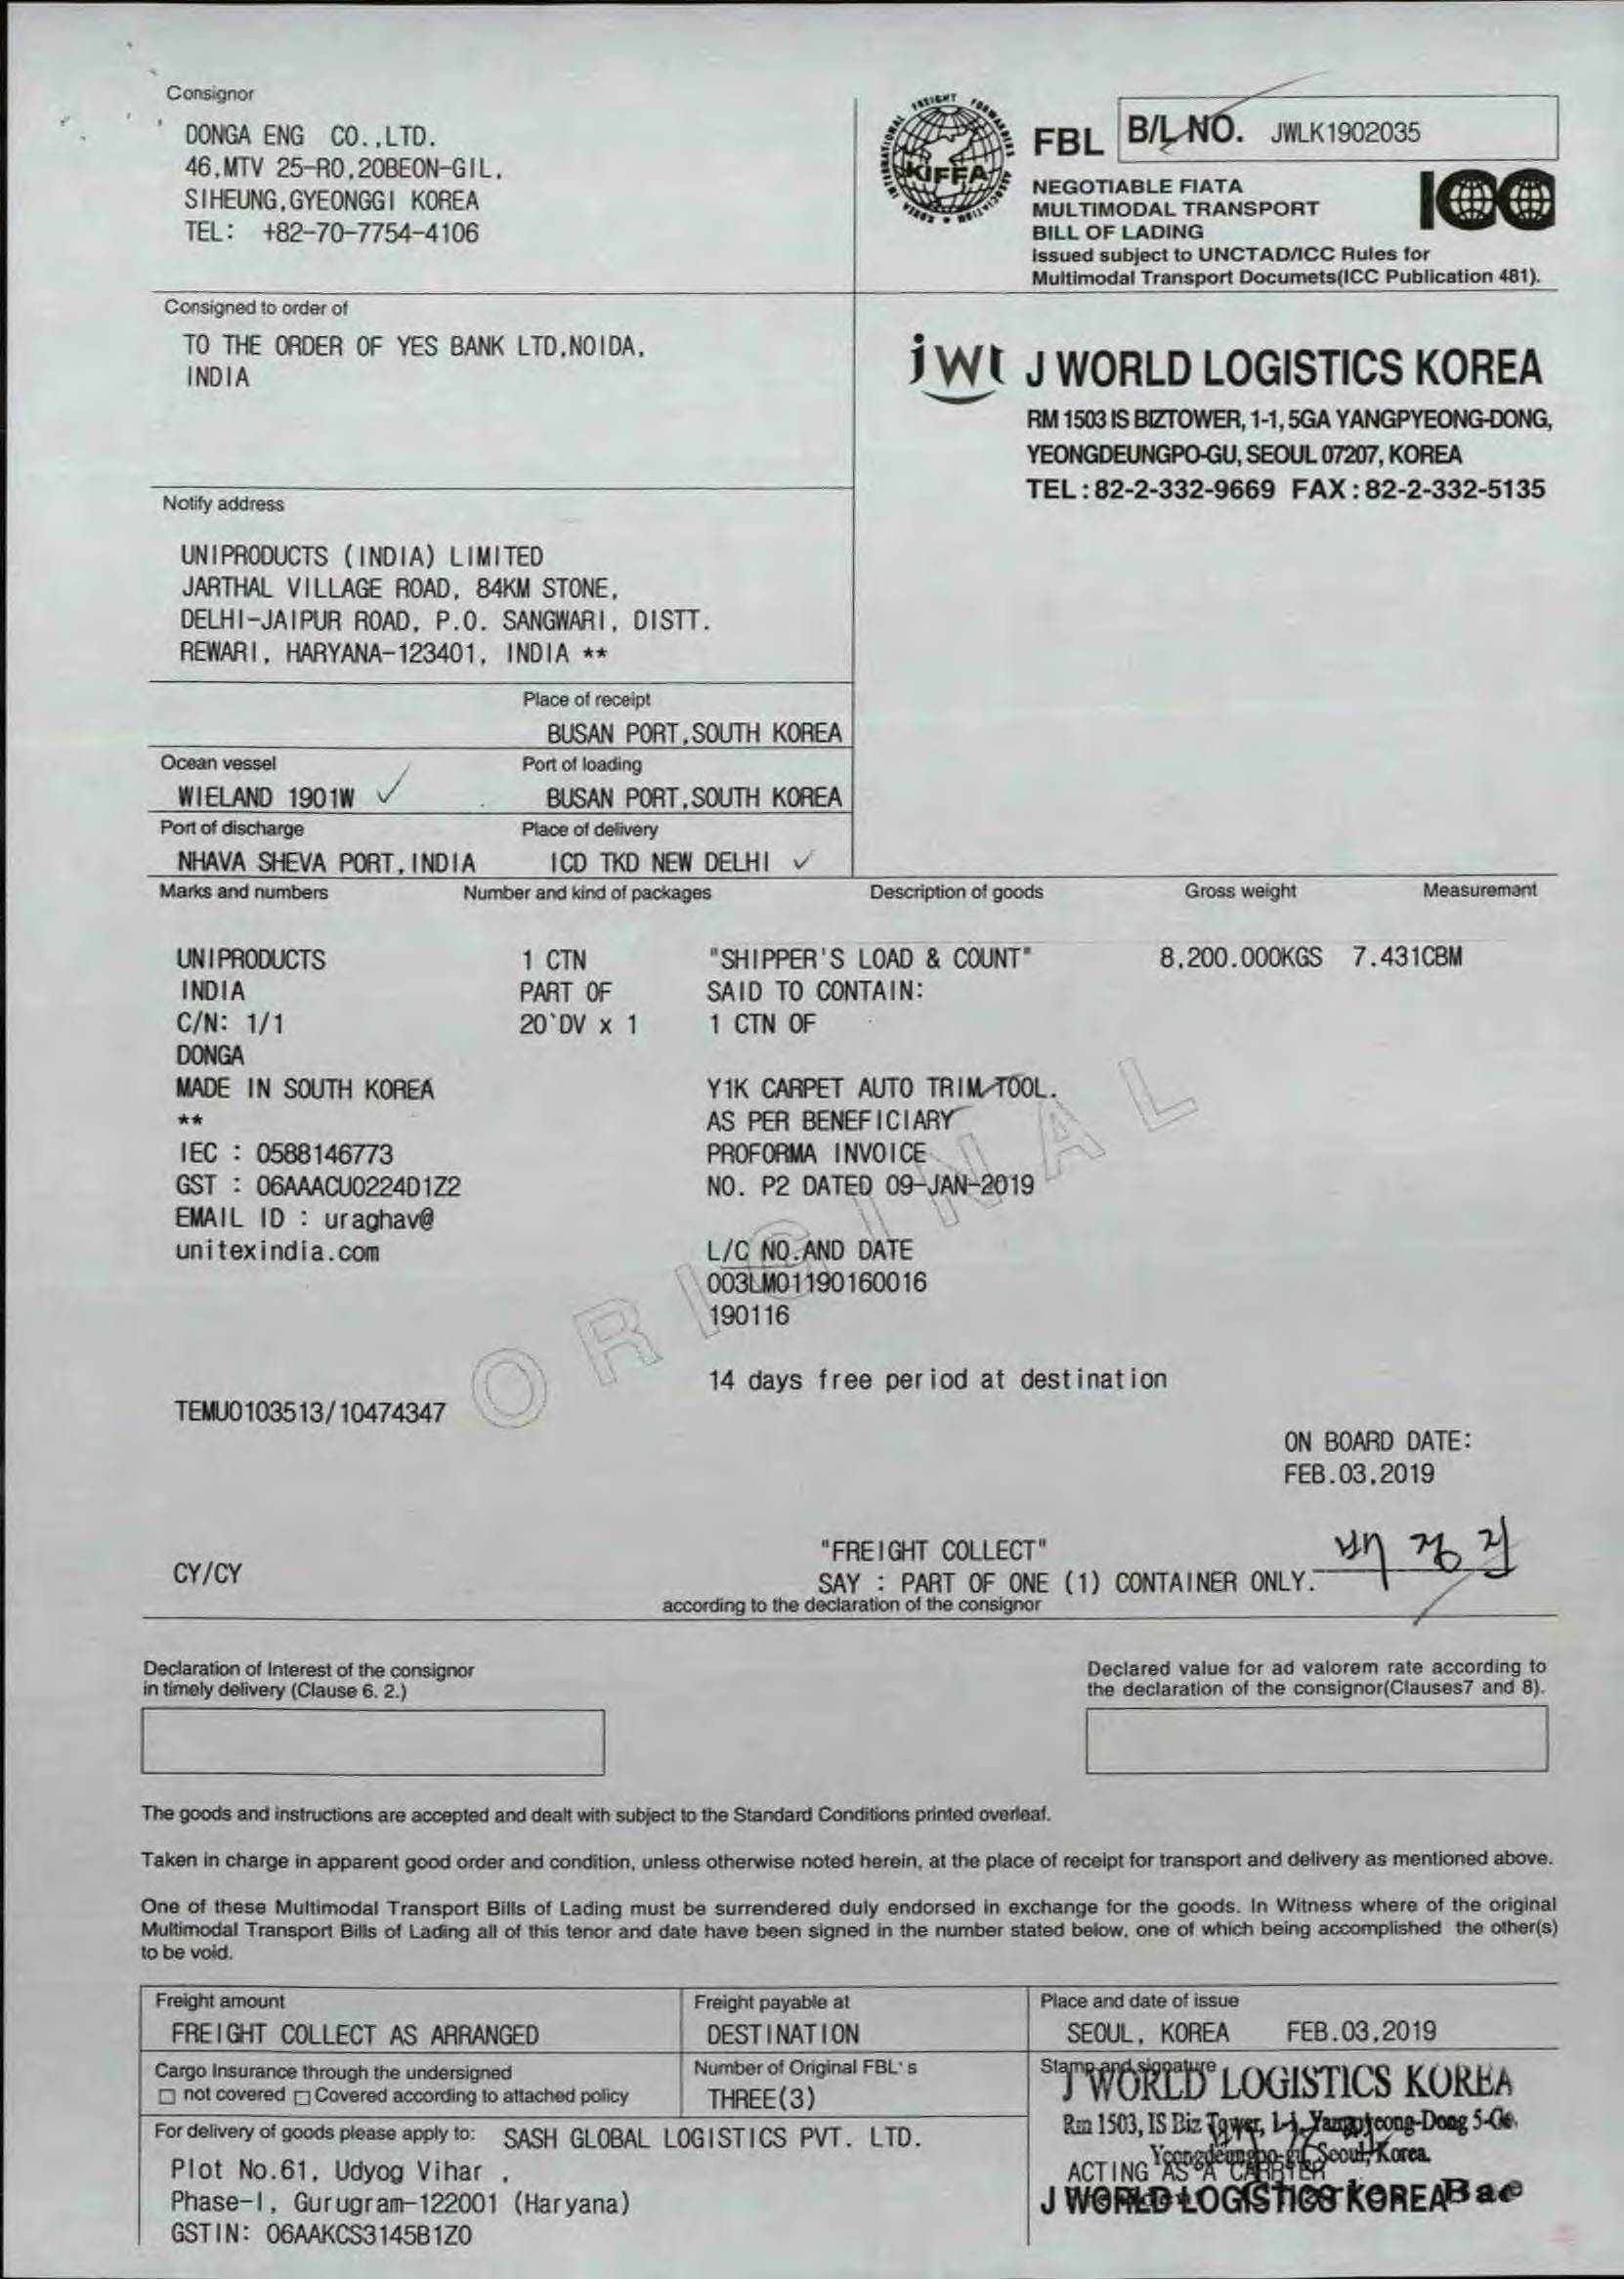 Consignor
DONGA ENG CO.,LTD.
46,MTV 25-RO,20BEON-GIL,
SIHEUNG,GYEONGGI KOREA
TEL: +82-70-7754-4106
INTERNATIONAL FREIGHT FORWARDERS ASSOCIATION KOREA
KIFFA
FBL
B/L NO. JWLK1902035
NEGOTIABLE FIATA
MULTIMODAL TRANSPORT
BILL OF LADING
issued subject to UNCTAD/ICC Rules for
Multimodal Transport Documets(ICC Publication 481).
ICC
Consigned to order of
TO THE ORDER OF YES BANK LTD,NOIDA,
INDIA
jwl J WORLD LOGISTICS KOREA
RM 1503 IS BIZTOWER, 1-1, 5GA YANGPYEONG-DONG,
YEONGDEUNGPO-GU, SEOUL 07207, KOREA
TEL : 82-2-332-9669 FAX : 82-2-332-5135
Notify address
UNIPRODUCTS (INDIA) LIMITED
JARTHAL VILLAGE ROAD, 84KM STONE,
DELHI-JAIPUR ROAD, P.O. SANGWARI, DISTT.
REWARI, HARYANA-123401, INDIA **
Place of receipt
BUSAN PORT,SOUTH KOREA
Ocean vessel Port of loading
WIELAND 1901W BUSAN PORT,SOUTH KOREA
Port of discharge Place of delivery
NHAVA SHEVA PORT, INDIA ICD TKD NEW DELHI
Marks and numbers Number and kind of packages Description of goods Gross weight Measurement
UNIPRODUCTS 1 CTN "SHIPPER'S LOAD & COUNT" 8,200.000KGS 7.431CBM
INDIA PART OF SAID TO CONTAIN:
C/N: 1/1 20`DV x 1 1 CTN OF
DONGA
MADE IN SOUTH KOREA Y1K CARPET AUTO TRIM TOOL.
** AS PER BENEFICIARY
IEC : 0588146773 PROFORMA INVOICE
GST : 06AAACU0224D1Z2 NO. P2 DATED 09-JAN-2019
EMAIL ID : uraghav@
unitexindia.com L/C NO.AND DATE
003LM01190160016
190116
ORIGINAL
14 days free period at destination
TEMU0103513/10474347
ON BOARD DATE:
FEB.03,2019
"FREIGHT COLLECT"
CY/CY SAY : PART OF ONE (1) CONTAINER ONLY.
according to the declaration of the consignor
Declaration of Interest of the consignor
in timely delivery (Clause 6. 2.)
Declared value for ad valorem rate according to
the declaration of the consignor(Clauses7 and 8).
The goods and instructions are accepted and dealt with subject to the Standard Conditions printed overleaf.
Taken in charge in apparent good order and condition, unless otherwise noted herein, at the place of receipt for transport and delivery as mentioned above.
One of these Multimodal Transport Bills of Lading must be surrendered duly endorsed in exchange for the goods. In Witness where of the original
Multimodal Transport Bills of Lading all of this tenor and date have been signed in the number stated below, one of which being accomplished the other(s)
to be void.
Freight amount Freight payable at Place and date of issue
FREIGHT COLLECT AS ARRANGED DESTINATION SEOUL, KOREA FEB.03,2019
Cargo Insurance through the undersigned Number of Original FBL' s Stamp and signature
not covered Covered according to attached policy THREE(3)
J WORLD LOGISTICS KOREA
Rm 1503, IS Biz Tower, 1-1, Yangpyeong-Dong 5-Ga,
Yeongdeungpo-gu, Seoul, Korea.
ACTING AS A CARRIER
J WORLD LOGISTICS KOREA Bae
For delivery of goods please apply to: SASH GLOBAL LOGISTICS PVT. LTD.
Plot No.61, Udyog Vihar ,
Phase-I, Gurugram-122001 (Haryana)
GSTIN: 06AAKCS3145B1Z0